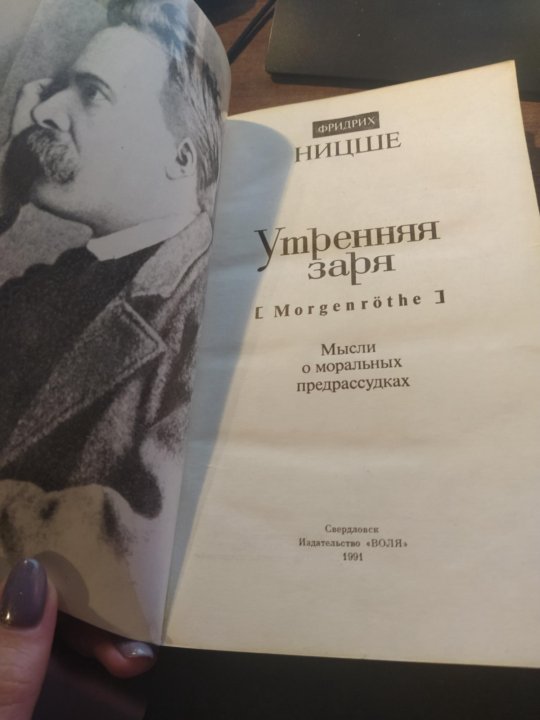 ФРИДРИХ
НИЦШЕ
Утренняя
заря
[ Morgenröthe ]
Мысли
о моральных
предрассудках
Свердловск
Издательство «ВОЛЯ»
1991